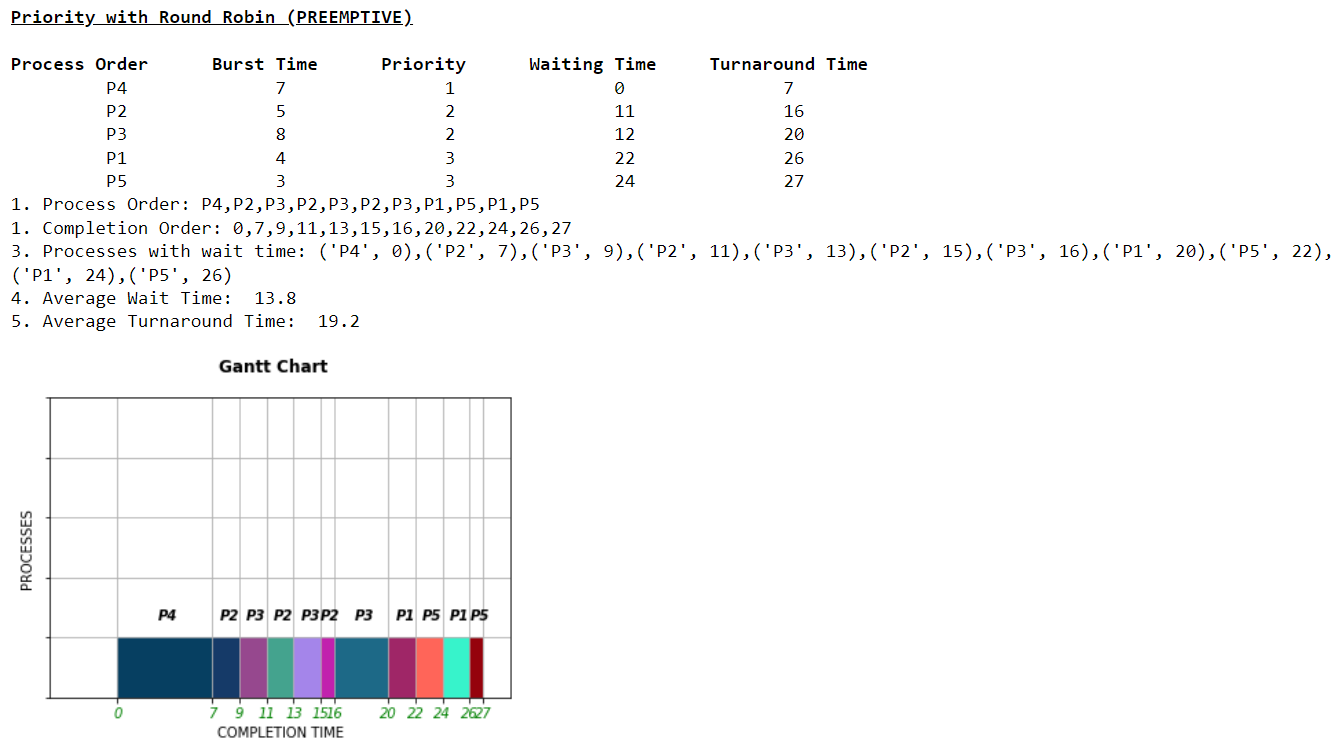 Priority with Round Robin (PREEMPTIVE)
Process Order Burst Time Priority Waiting Time Turnaround Time
P4 7 1 0 7
P2 5 2 11 16
P3 8 2 12 20
P1 4 3 22 26
P5 3 3 24 27
1. Process Order: P4,P2,P3,P2,P3,P2,P3,P1,P5,P1,P5
1. Completion Order: 0,7,9,11,13,15,16,20,22,24,26,27
3. Processes with wait time: ('P4', 0),('P2', 7),('P3', 9),('P2', 11),('P3', 13),('P2', 15),('P3', 16),('P1', 20),('P5', 22),
('P1', 24),('P5', 26)
4. Average Wait Time: 13.8
5. Average Turnaround Time: 19.2
Gantt Chart
PROCESSES
P4 P2 P3 P2 P3 P2 P3 P1 P5 P1 P5
0 7 9 11 13 15 16 20 22 24 26 27
COMPLETION TIME